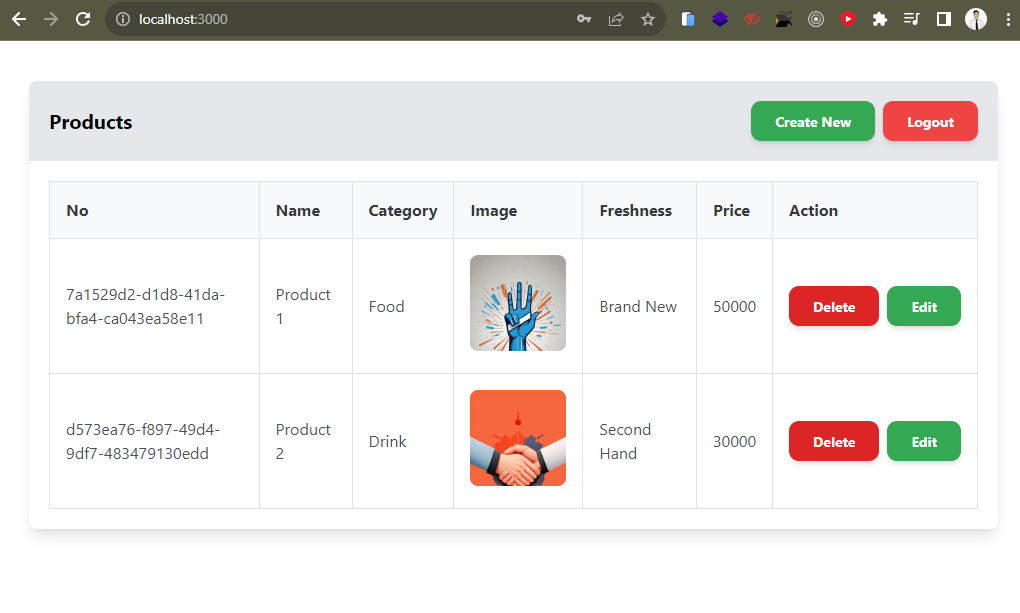 localhost:3000
Products
Create New
Logout
No
Name
Category
Image
Freshness
Price
Action
7a1529d2-d1d8-41da-
bfa4-ca043ea58e11
Product
1
Food
Brand New
50000
Delete
Edit
d573ea76-f897-49d4-
9df7-483479130edd
Product
2
Drink
Second
Hand
30000
Delete
Edit